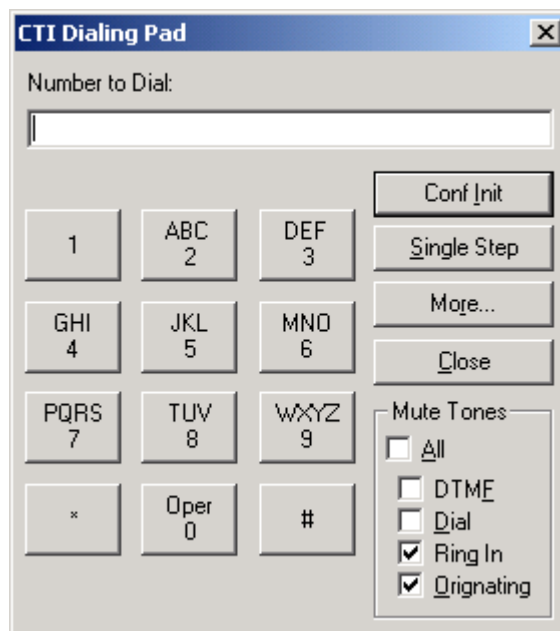 CTI Dialing Pad
Number to Dial:
Conf Init
1
ABC
2
DEF
3
Single Step
GHI
4
JKL
5
MNO
6
More...
Close
PQRS
7
TUV
8
WXYZ
9
*
Oper
0
#
Mute Tones
All
DTMF
Dial
Ring In
Orignating